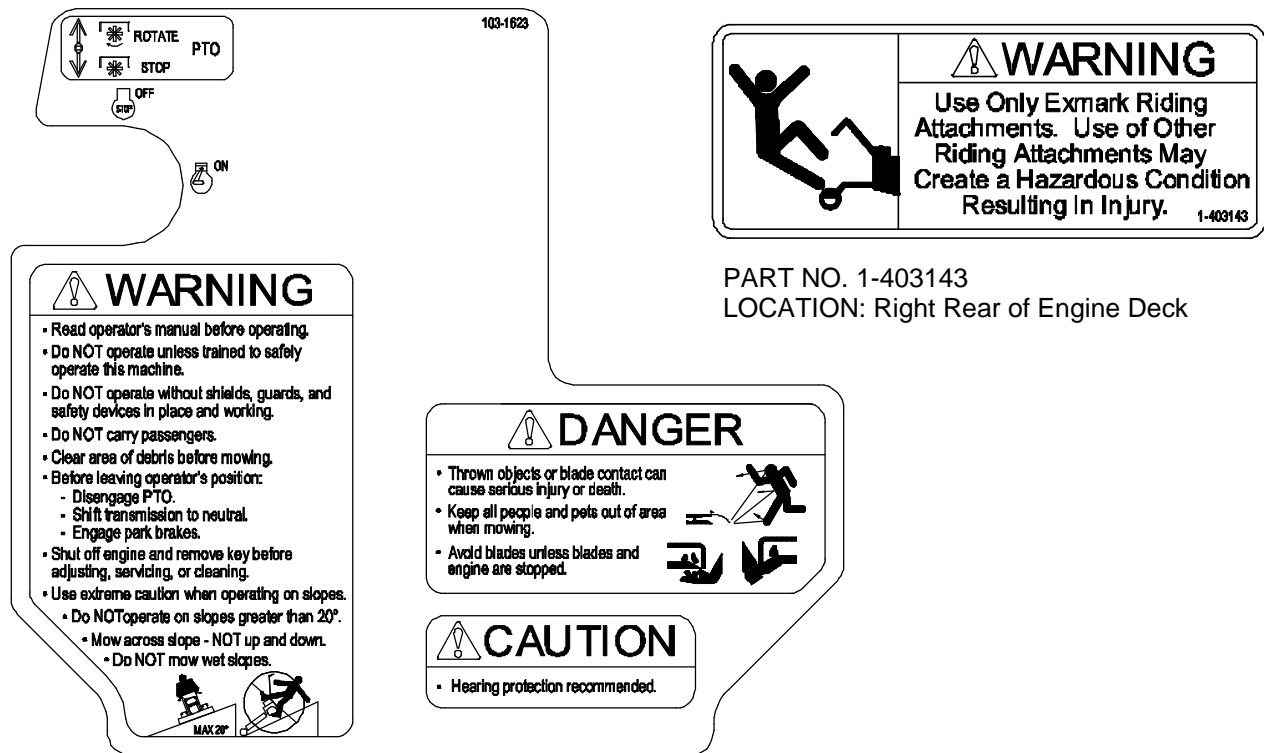 ROTATE
PTO
STOP
103-1623
OFF
STOP
ON
WARNING
• Read operator's manual before operating.
• Do NOT operate unless trained to safely
operate this machine.
• Do NOT operate without shields, guards, and
safety devices in place and working.
• Do NOT carry passengers.
• Clear area of debris before mowing.
• Before leaving operator's position:
- Disengage PTO.
- Shift transmission to neutral.
- Engage park brakes.
• Shut off engine and remove key before
adjusting, servicing, or cleaning.
• Use extreme caution when operating on slopes.
• Do NOToperate on slopes greater than 20°.
• Mow across slope - NOT up and down.
• Do NOT mow wet slopes.
MAX 20°
DANGER
• Thrown objects or blade contact can
cause serious injury or death.
• Keep all people and pets out of area
when mowing.
• Avoid blades unless blades and
engine are stopped.
CAUTION
• Hearing protection recommended.
WARNING
Use Only Exmark Riding
Attachments. Use of Other
Riding Attachments May
Create a Hazardous Condition
Resulting In Injury.
1-403143
PART NO. 1-403143
LOCATION: Right Rear of Engine Deck